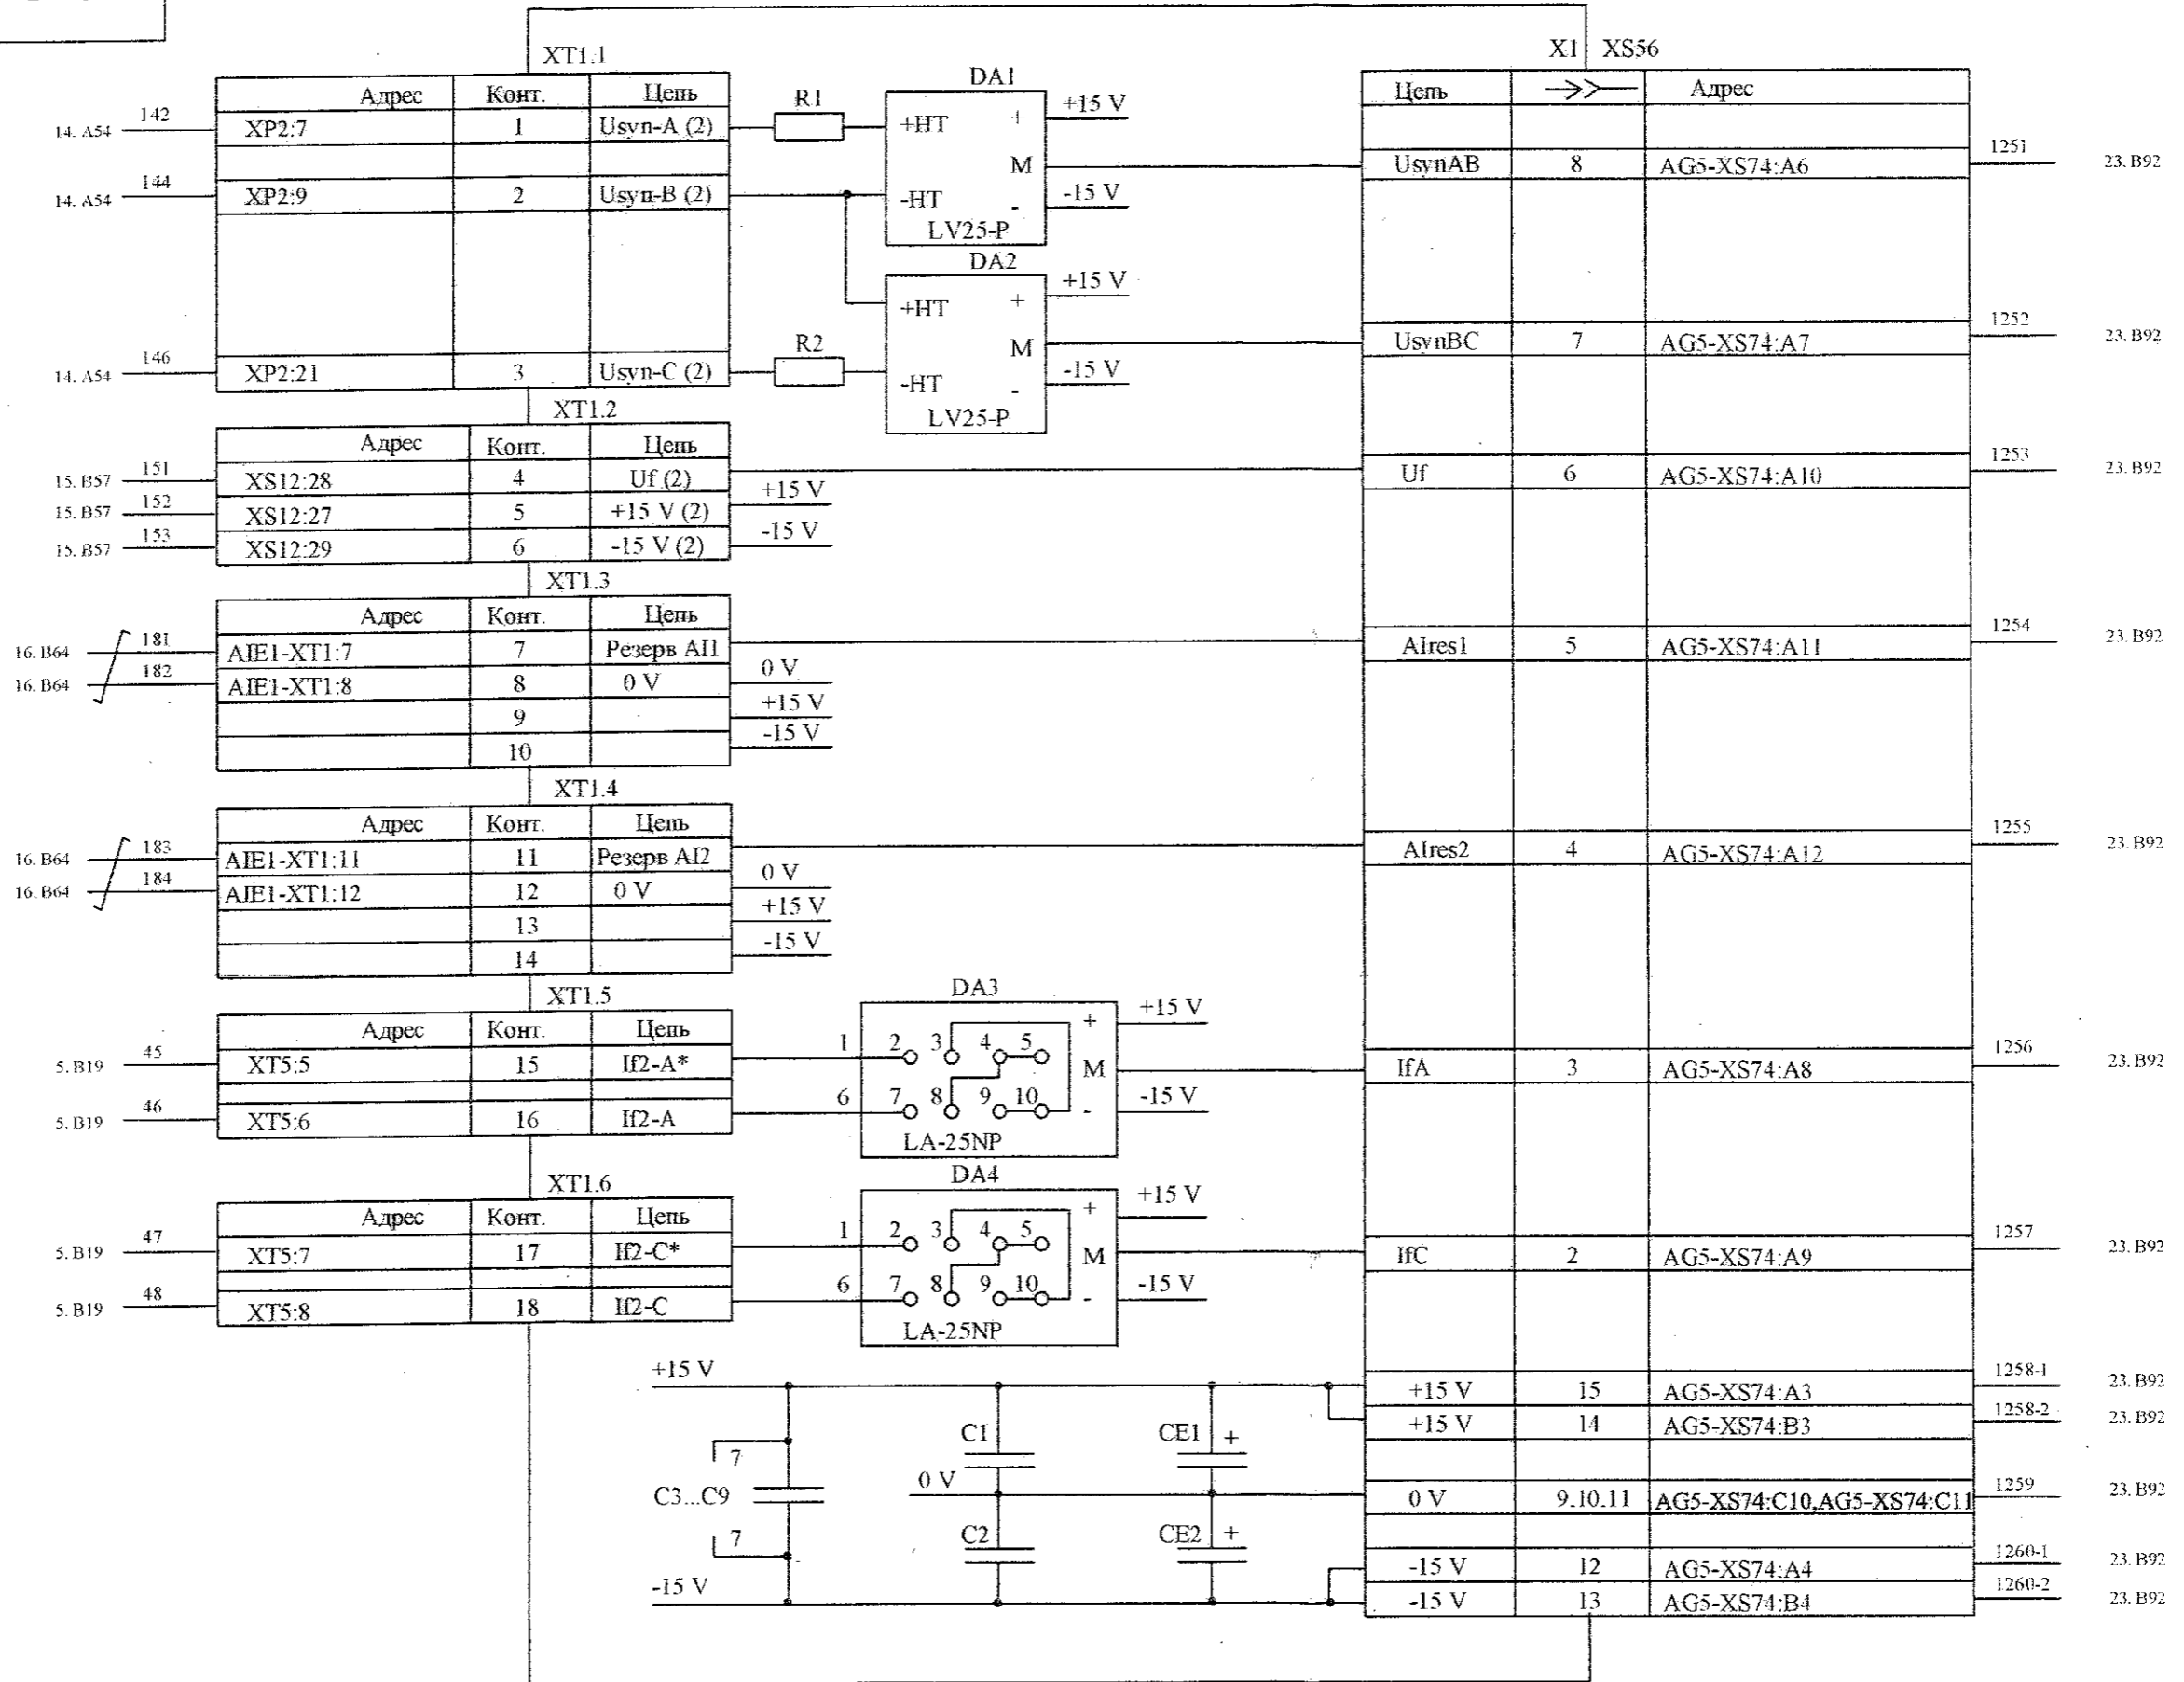 XT1.1
Адрес Конт. Цепь
14. A54 142 XP2:7 1 Usyn-A (2)
14. A54 144 XP2:9 2 Usyn-B (2)
14. A54 146 XP2:21 3 Usyn-C (2)
R1
R2
DA1
+HT + +15 V
M
-HT - -15 V
LV25-P
DA2
+HT + +15 V
M
-HT - -15 V
LV25-P
XT1.2
Адрес Конт. Цепь
15. B57 151 XS12:28 4 Uf (2)
15. B57 152 XS12:27 5 +15 V (2) +15 V
15. B57 153 XS12:29 6 -15 V (2) -15 V
XT1.3
Адрес Конт. Цепь
16. B64 181 AIE1-XT1:7 7 Резерв AI1
16. B64 182 AIE1-XT1:8 8 0 V 0 V
9 +15 V
10 -15 V
XT1.4
Адрес Конт. Цепь
16. B64 183 AIE1-XT1:11 11 Резерв AI2
16. B64 184 AIE1-XT1:12 12 0 V 0 V
13 +15 V
14 -15 V
XT1.5
Адрес Конт. Цепь
5. B19 45 XT5:5 15 If2-A*
5. B19 46 XT5:6 16 If2-A
DA3
1 2 3 4 5 + +15 V
M
6 7 8 9 10 - -15 V
LA-25NP
XT1.6
Адрес Конт. Цепь
5. B19 47 XT5:7 17 If2-C*
5. B19 48 XT5:8 18 If2-C
DA4
1 2 3 4 5 + +15 V
M
6 7 8 9 10 - -15 V
LA-25NP
+15 V
7
C3...C9
7
-15 V
C1
0 V
C2
CE1 +
CE2 +
X1 XS56
Цепь Адрес
UsynAB 8 AG5-XS74:A6 1251 23. B92
UsynBC 7 AG5-XS74:A7 1252 23. B92
Uf 6 AG5-XS74:A10 1253 23. B92
AIres1 5 AG5-XS74:A11 1254 23. B92
AIres2 4 AG5-XS74:A12 1255 23. B92
IfA 3 AG5-XS74:A8 1256 23. B92
IfC 2 AG5-XS74:A9 1257 23. B92
+15 V 15 AG5-XS74:A3 1258-1 23. B92
+15 V 14 AG5-XS74:B3 1258-2 23. B92
0 V 9.10.11 AG5-XS74:C10,AG5-XS74:C11 1259 23. B92
-15 V 12 AG5-XS74:A4 1260-1 23. B92
-15 V 13 AG5-XS74:B4 1260-2 23. B92